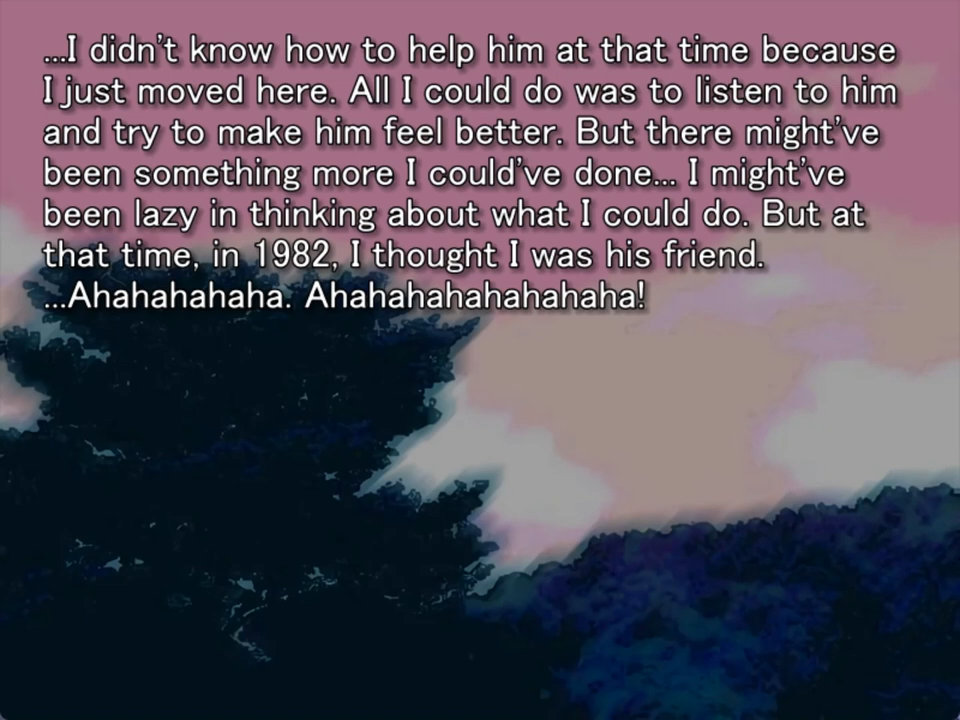 ...I didn't know how to help him at that time because
I just moved here. All I could do was to listen to him
and try to make him feel better. But there might've
been something more I could've done... I might've
been lazy in thinking about what I could do. But at
that time, in 1982, I thought I was his friend.
...Ahahahahaha. Ahahahahahahahaha!